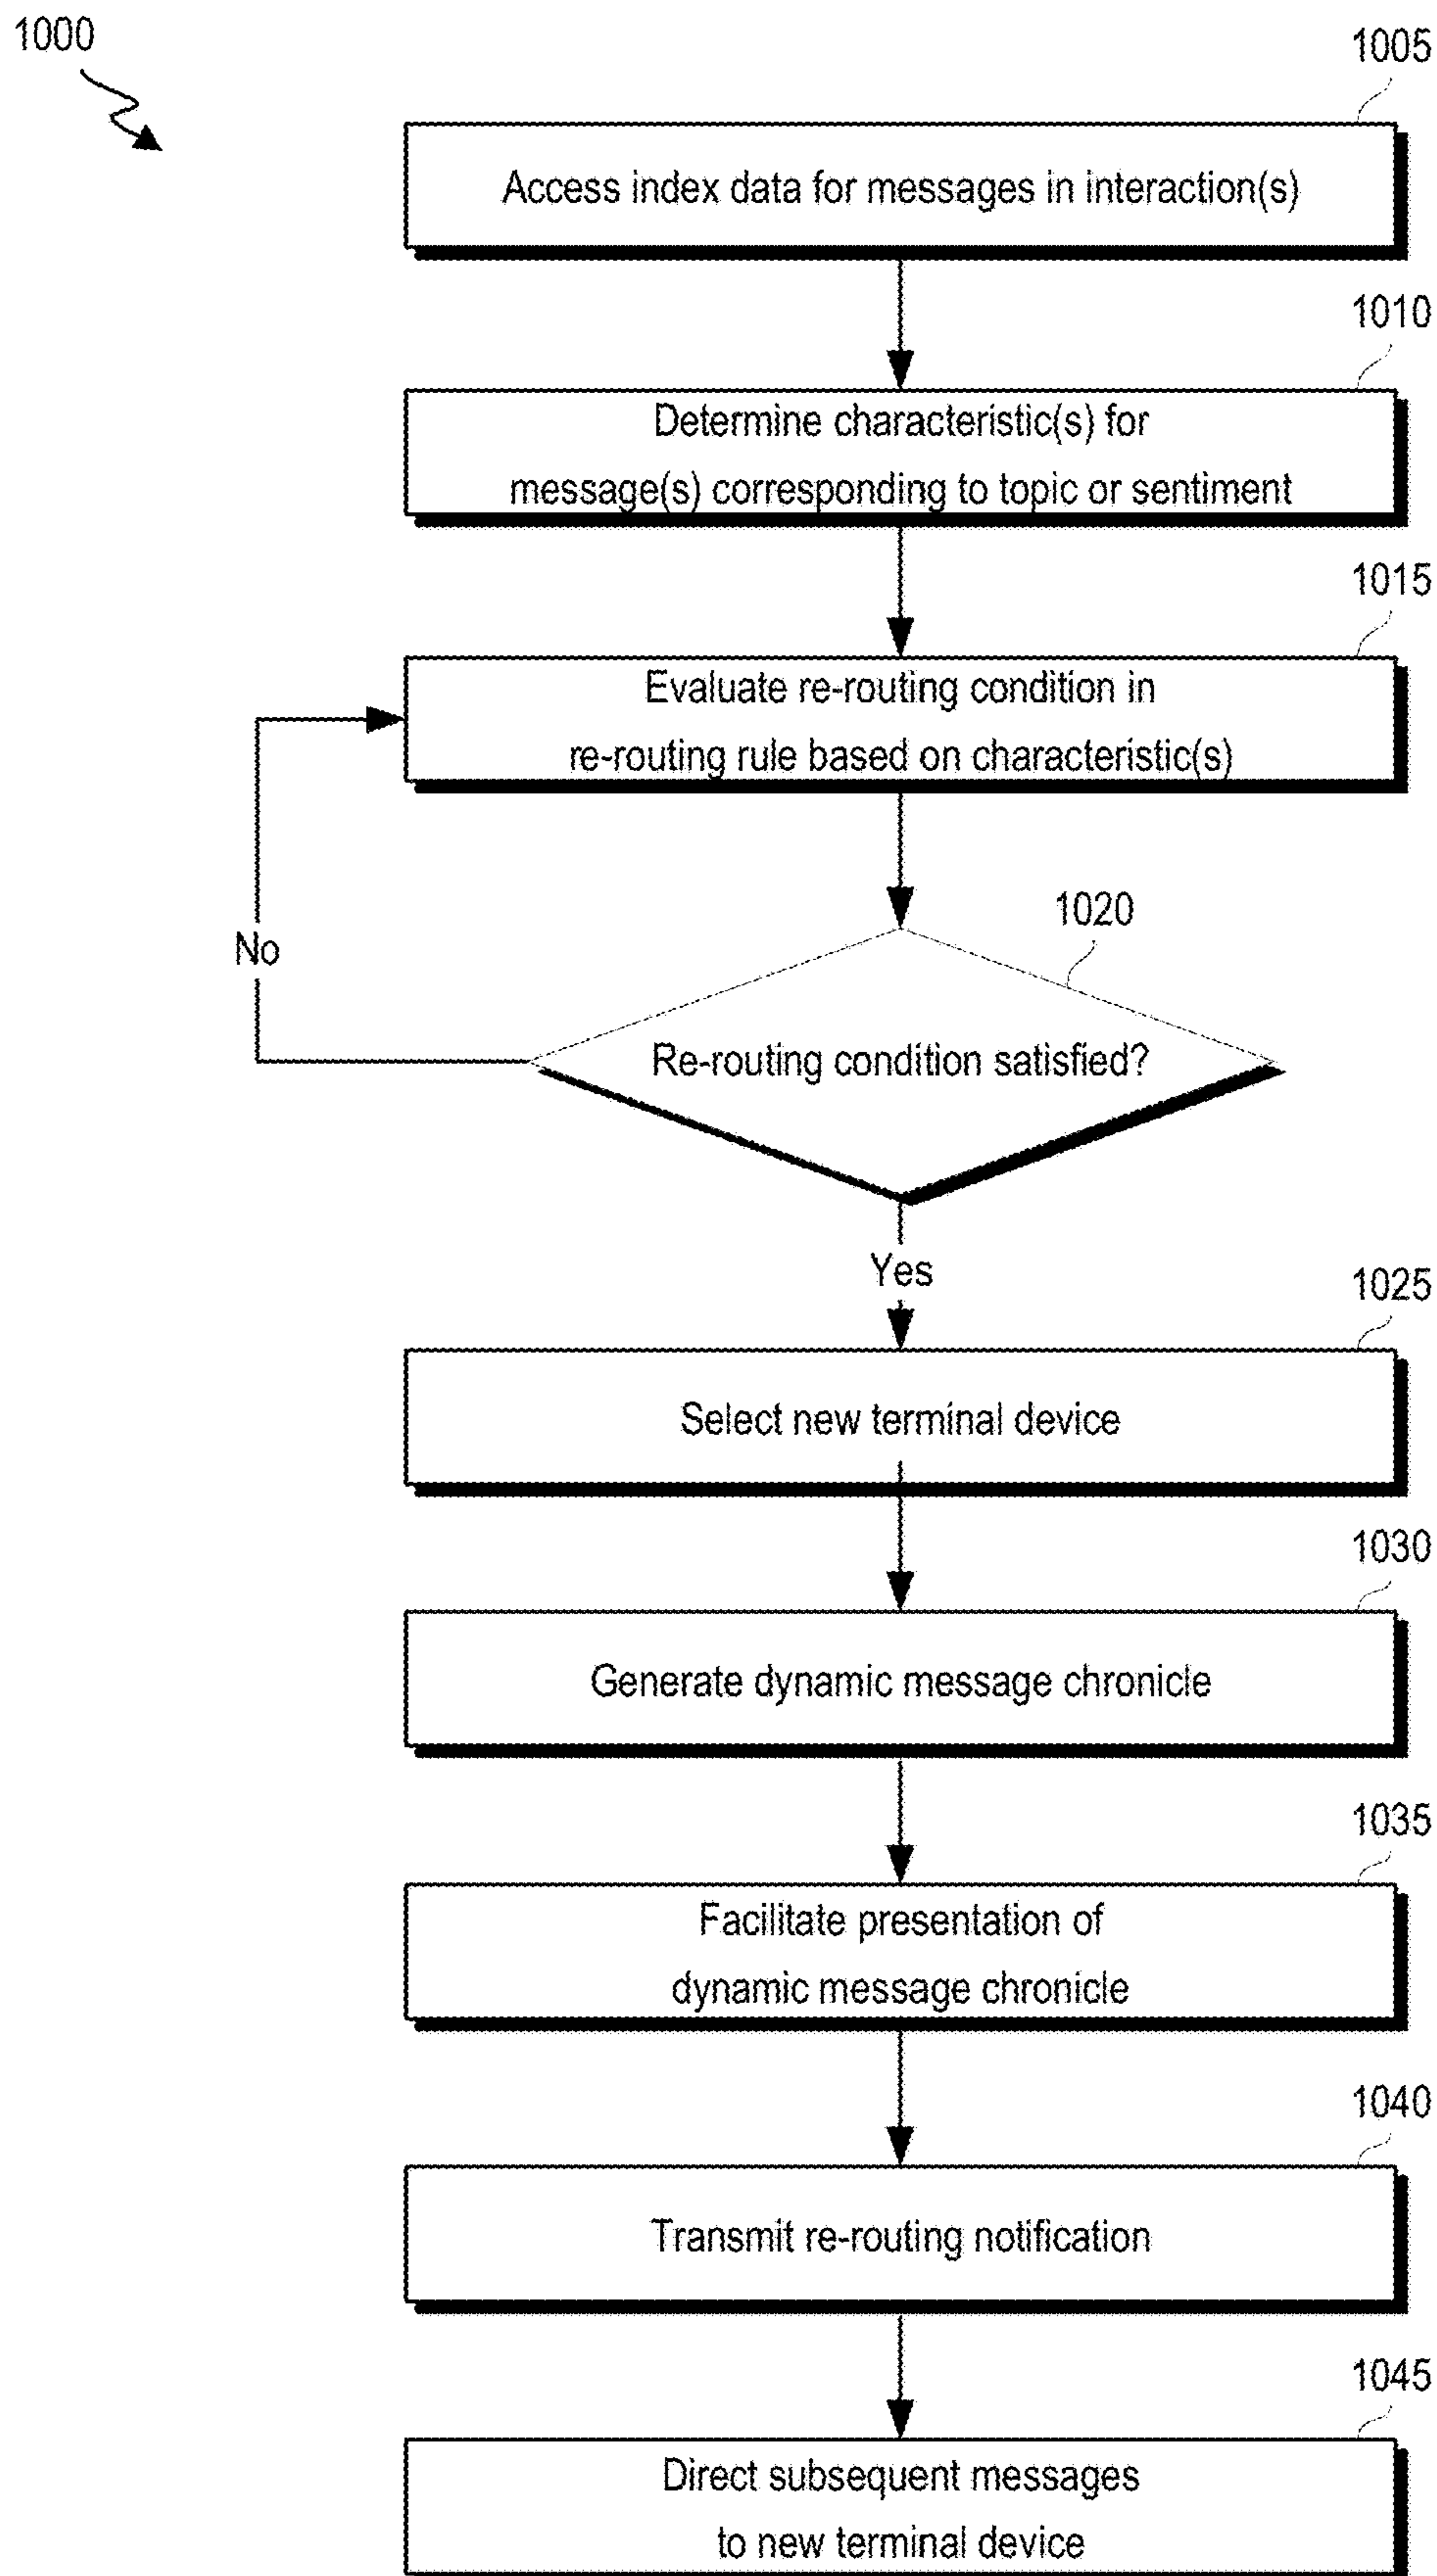 1000
1005
Access index data for messages in interaction(s)
1010
Determine characteristic(s) for
message(s) corresponding to topic or sentiment
1015
Evaluate re-routing condition in
re-routing rule based on characteristic(s)
1020
No
Re-routing condition satisfied?
Yes
1025
Select new terminal device
1030
Generate dynamic message chronicle
1035
Facilitate presentation of
dynamic message chronicle
1040
Transmit re-routing notification
1045
Direct subsequent messages
to new terminal device